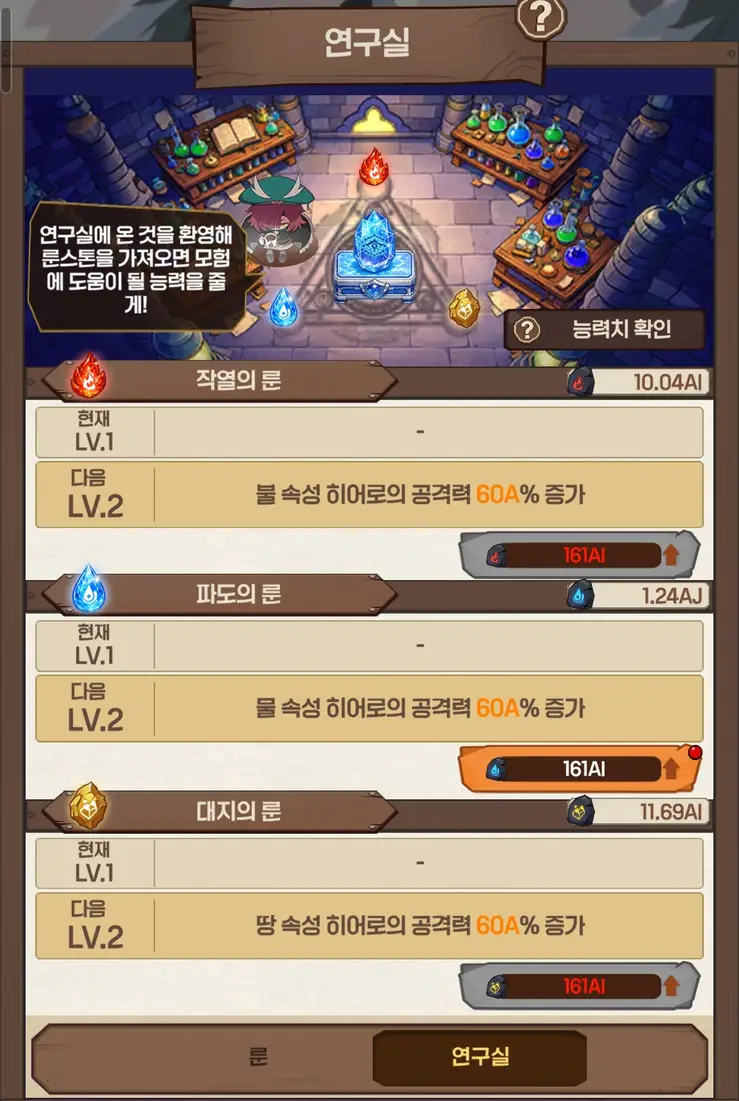 연구실
?
연구실에 온 것을 환영해
룬스톤을 가져오면 모험
에 도움이 될 능력을 줄
게!
? 능력치 확인
작열의 룬 10.04AI
현재
LV.1 -
다음
LV.2 불 속성 히어로의 공격력 60A% 증가
161AI
파도의 룬 1.24AJ
현재
LV.1 -
다음
LV.2 물 속성 히어로의 공격력 60A% 증가
161AI
대지의 룬 11.69AI
현재
LV.1 -
다음
LV.2 땅 속성 히어로의 공격력 60A% 증가
161AI
룬 연구실